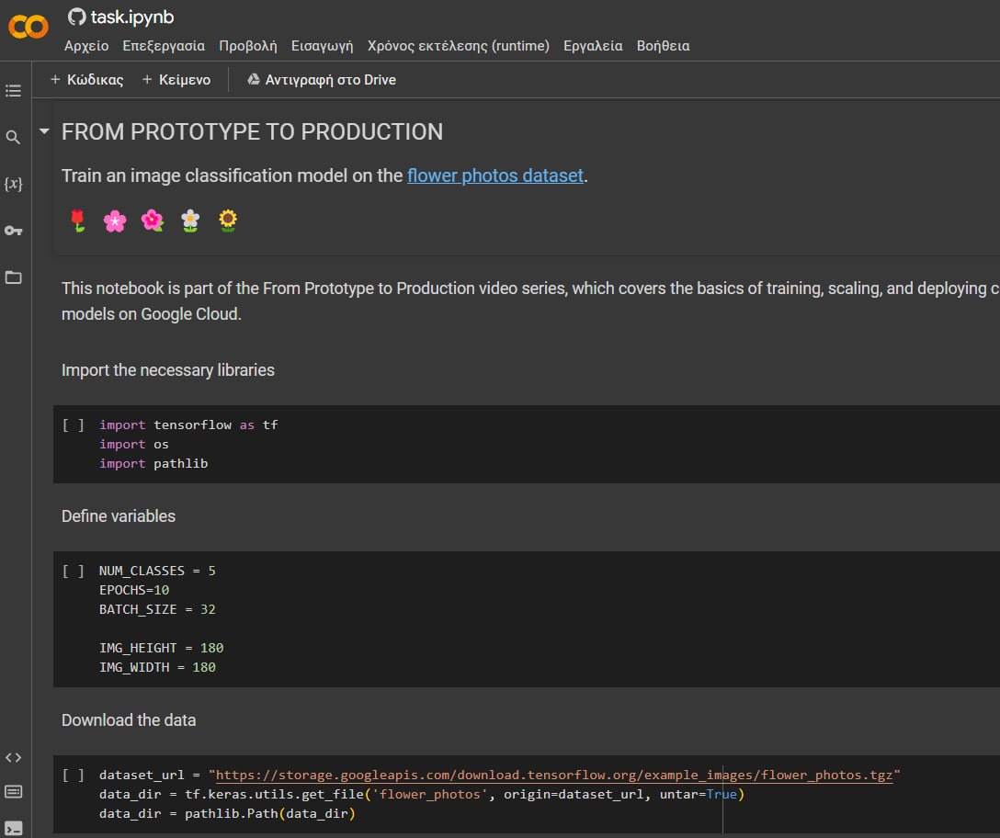 task.ipynb
Αρχείο Επεξεργασία Προβολή Εισαγωγή Χρόνος εκτέλεσης (runtime) Εργαλεία Βοήθεια
+ Κώδικας + Κείμενο Αντιγραφή στο Drive
FROM PROTOTYPE TO PRODUCTION
Train an image classification model on the flower photos dataset.
This notebook is part of the From Prototype to Production video series, which covers the basics of training, scaling, and deploying c
models on Google Cloud.
Import the necessary libraries
[ ] import tensorflow as tf
import os
import pathlib
Define variables
[ ] NUM_CLASSES = 5
EPOCHS=10
BATCH_SIZE = 32
IMG_HEIGHT = 180
IMG_WIDTH = 180
Download the data
[ ] dataset_url = "https://storage.googleapis.com/download.tensorflow.org/example_images/flower_photos.tgz"
data_dir = tf.keras.utils.get_file('flower_photos', origin=dataset_url, untar=True)
data_dir = pathlib.Path(data_dir)